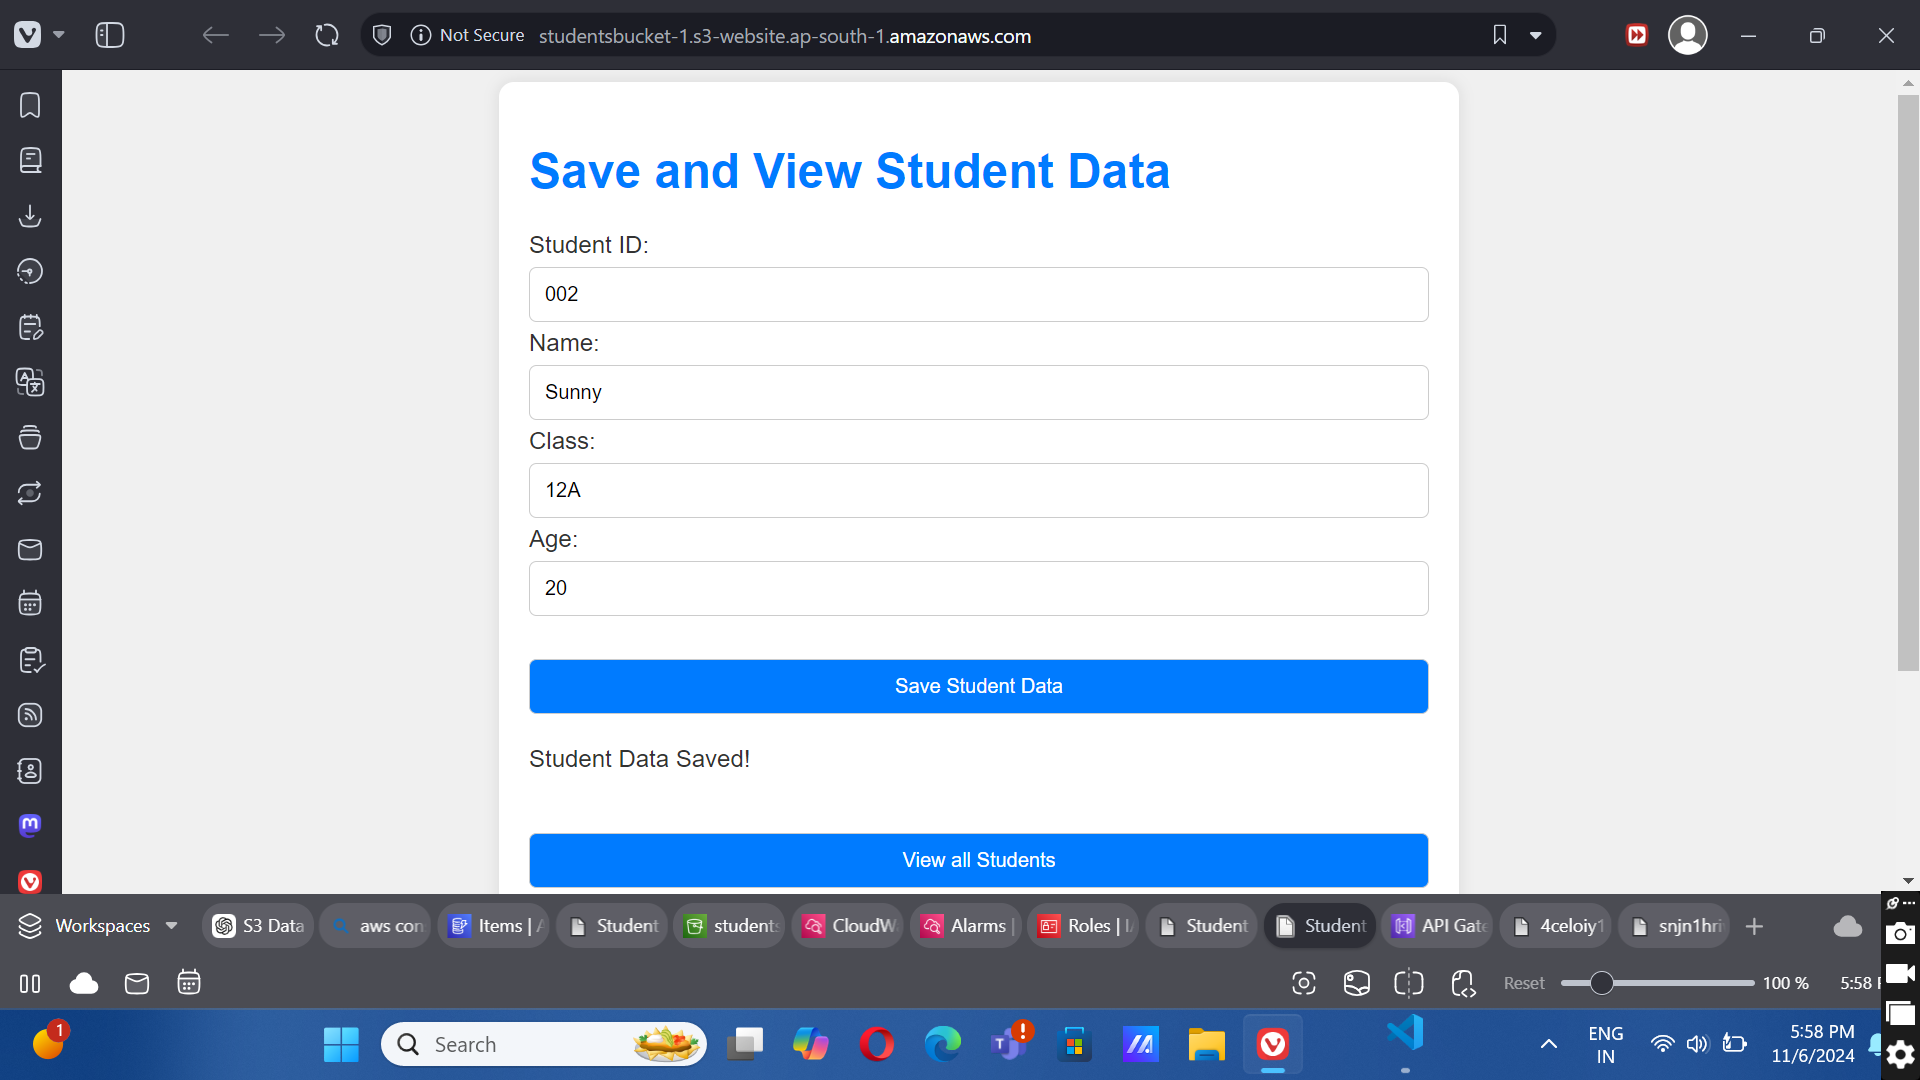 Not Secure studentsbucket-1.s3-website.ap-south-1.amazonaws.com
Save and View Student Data
Student ID:
002
Name:
Sunny
Class:
12A
Age:
20
Save Student Data
Student Data Saved!
View all Students
Workspaces S3 Data aws con Items | A Student students CloudW Alarms | Roles | I Student Student API Gate 4celoiy1 snjn1hri
Reset 100 % 5:58
1 Search ENG 5:58 PM
IN 11/6/2024